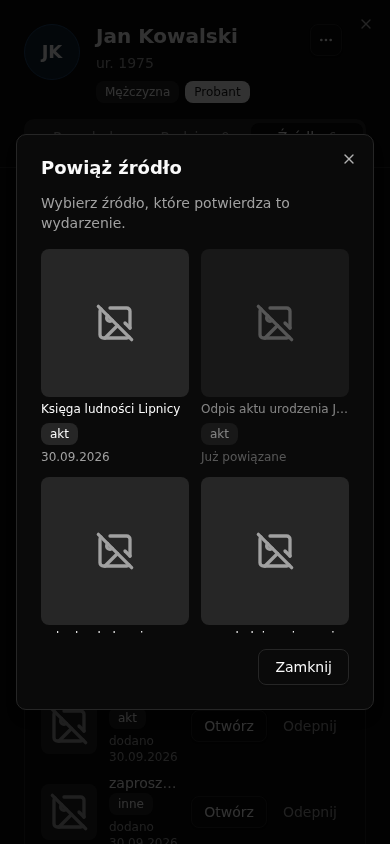 JK
Jan Kowalski
ur. 1975
Mężczyzna
Probant
Powiąż źródło
Wybierz źródło, które potwierdza to
wydarzenie.
Księga ludności Lipnicy
akt
30.09.2026
Odpis aktu urodzenia J...
akt
Już powiązane
Zamknij
akt
dodano
30.09.2026
Otwórz
Odepnij
zaprosz...
inne
dodano
30.09.2026
Otwórz
Odepnij